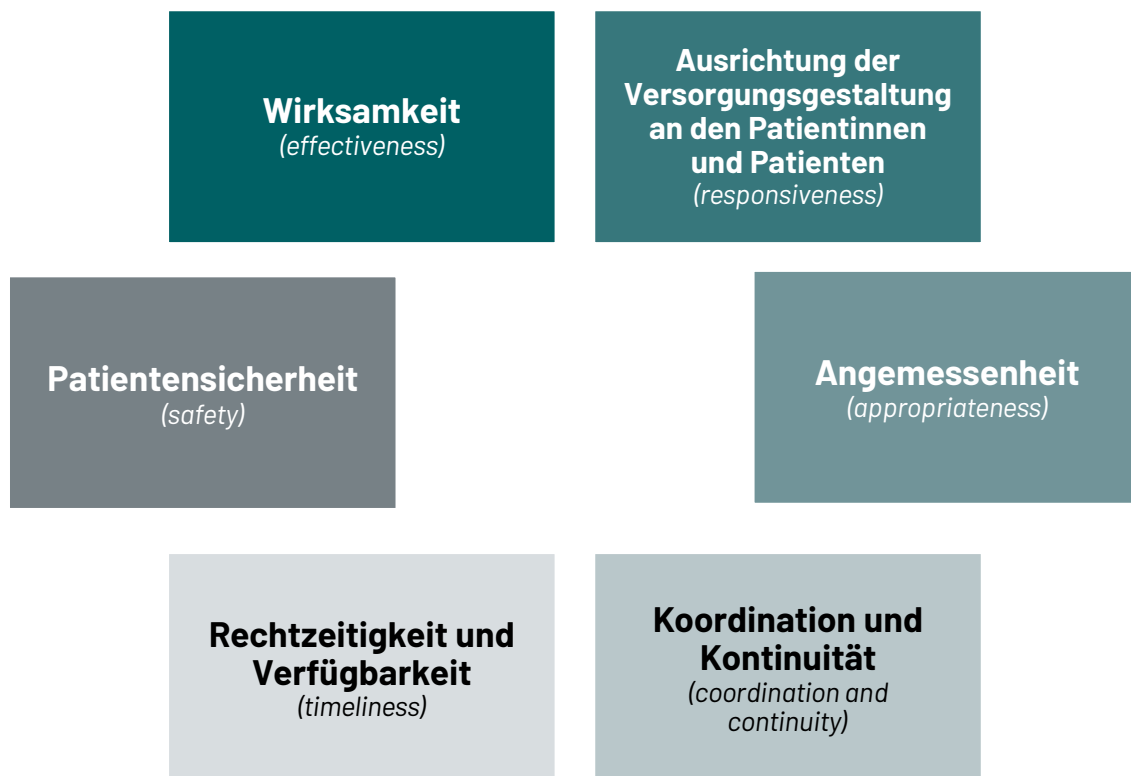 Wirksamkeit
(effectiveness)
Ausrichtung der
Versorgungsgestaltung
an den Patientinnen
und Patienten
(responsiveness)
Patientensicherheit
(safety)
Angemessenheit
(appropriateness)
Rechtzeitigkeit und
Verfügbarkeit
(timeliness)
Koordination und
Kontinuität
(coordination and
continuity)